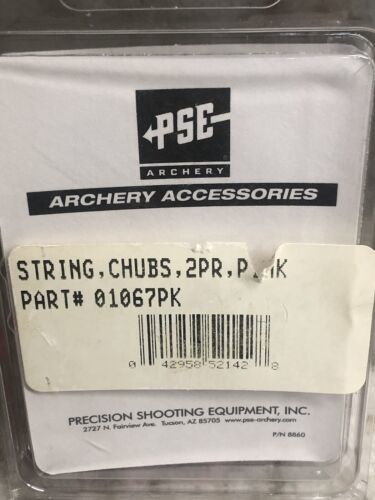 PSE
ARCHERY
ARCHERY ACCESSORIES
STRING,CHUBS,2PR,
PART# 01067PK
0 42958 52142 8
PRECISION SHOOTING EQUIPMENT, INC.
2727 N. Fairview Ave. Tucson, AZ 85705 www.pse-archery.com
P/N 8860